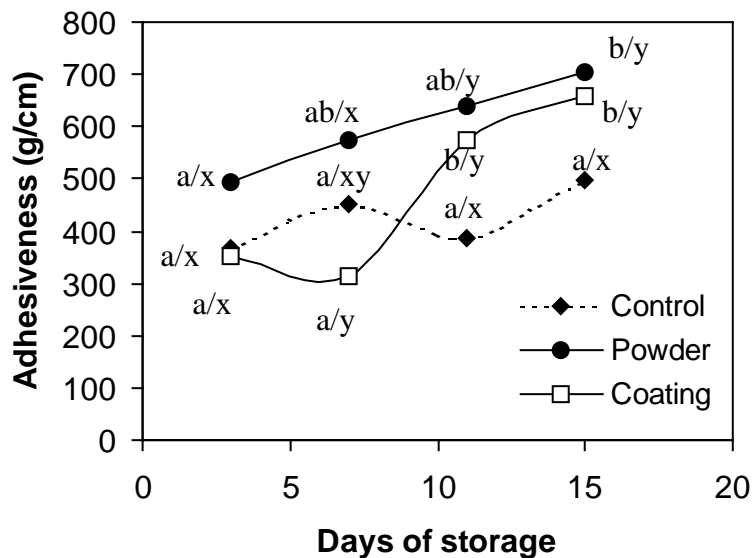 800
700
600
500
400
300
200
100
0
Adhesiveness (g/cm)
b/y
ab/y
ab/x
b/y
b/y
a/x
a/xy
a/x
a/x
a/x
a/x
a/y
Control
Powder
Coating
0 5 10 15 20
Days of storage